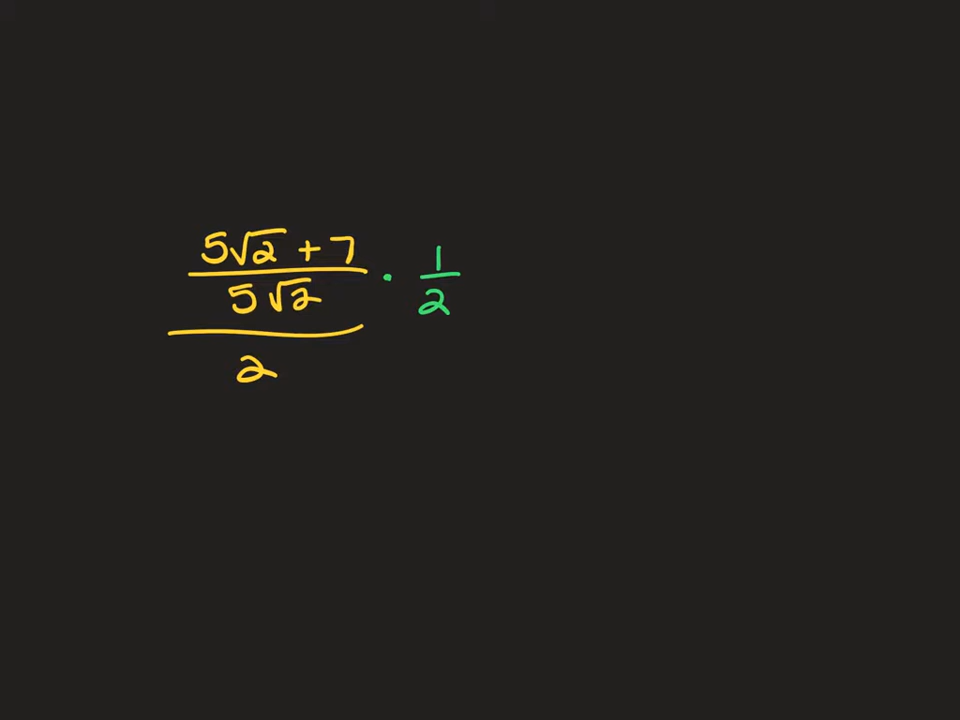 5√2 + 7
5√2
2
· 1/2